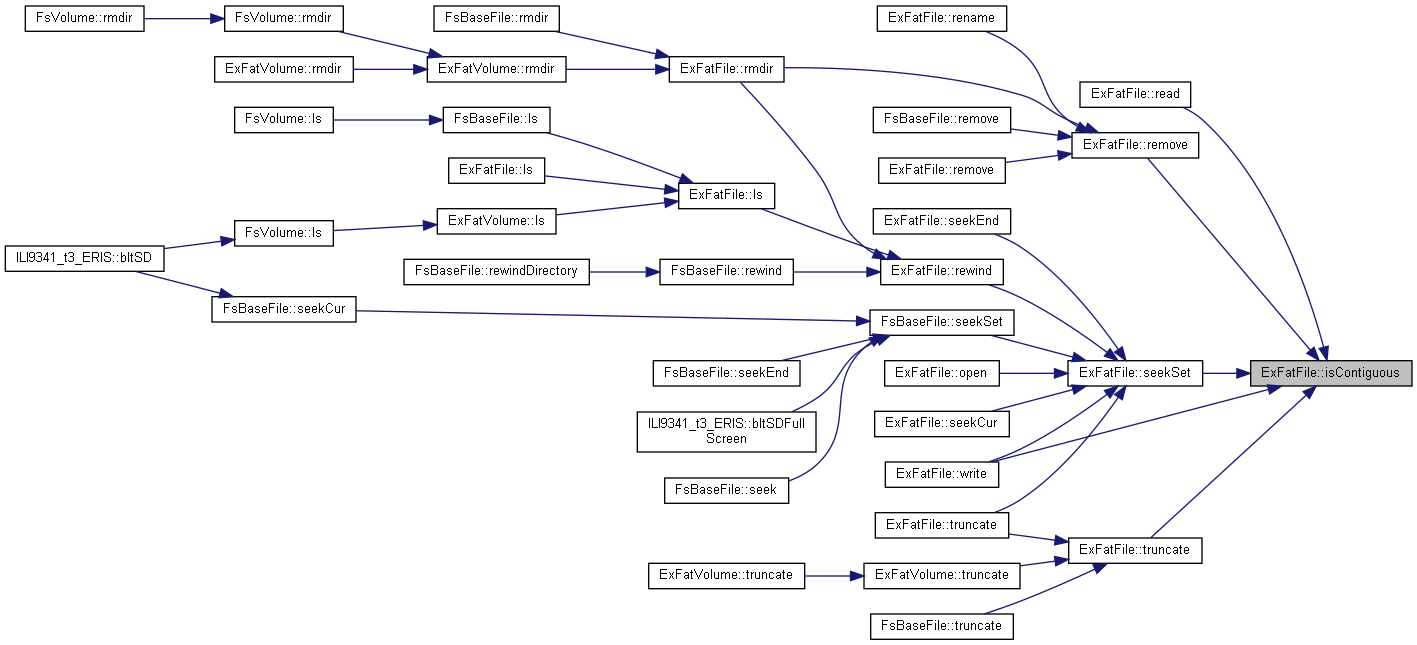 FsVolume::rmdir
FsVolume::rmdir
FsBaseFile::rmdir
ExFatFile::rename
ExFatVolume::rmdir
ExFatVolume::rmdir
ExFatFile::rmdir
ExFatFile::read
FsVolume::ls
FsBaseFile::ls
FsBaseFile::remove
ExFatFile::remove
ExFatFile::ls
ExFatFile::remove
ExFatFile::ls
FsVolume::ls
ExFatVolume::ls
ExFatFile::seekEnd
ILI9341_t3_ERIS::bltSD
FsBaseFile::rewindDirectory
FsBaseFile::rewind
ExFatFile::rewind
FsBaseFile::seekCur
FsBaseFile::seekSet
FsBaseFile::seekEnd
ExFatFile::open
ExFatFile::seekSet
ExFatFile::isContiguous
ILI9341_t3_ERIS::bltSDFull
Screen
ExFatFile::seekCur
FsBaseFile::seek
ExFatFile::write
ExFatFile::truncate
ExFatFile::truncate
ExFatVolume::truncate
ExFatVolume::truncate
FsBaseFile::truncate